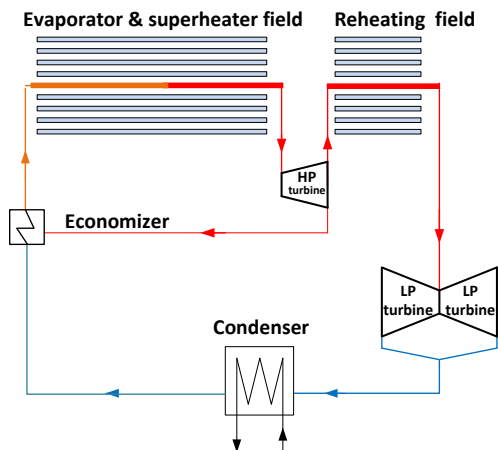 Evaporator & superheater field
Reheating field
HP
turbine
Economizer
LP
turbine
LP
turbine
Condenser